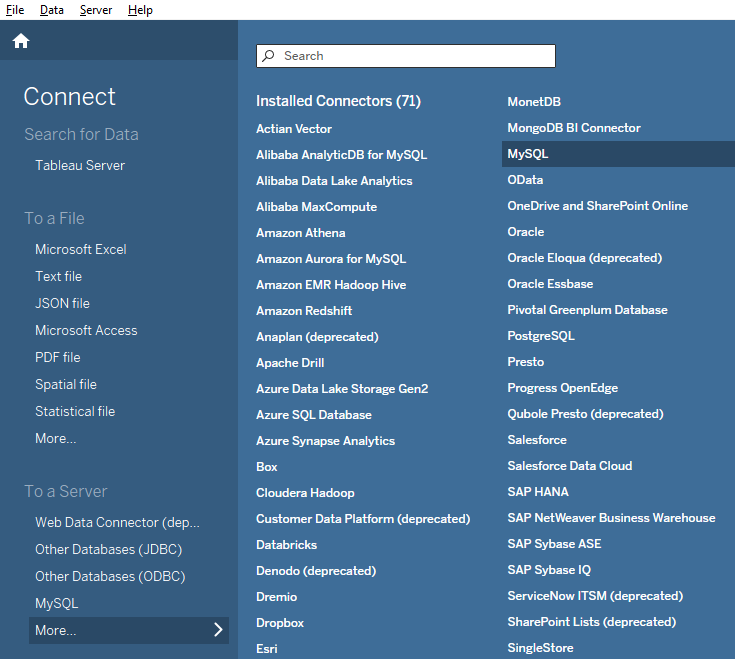 File Data Server Help
Connect
Search for Data
Tableau Server
To a File
Microsoft Excel
Text file
JSON file
Microsoft Access
PDF file
Spatial file
Statistical file
More...
To a Server
Web Data Connector (dep...
Other Databases (JDBC)
Other Databases (ODBC)
MySQL
More...
Search
Installed Connectors (71)
Actian Vector
Alibaba AnalyticDB for MySQL
Alibaba Data Lake Analytics
Alibaba MaxCompute
Amazon Athena
Amazon Aurora for MySQL
Amazon EMR Hadoop Hive
Amazon Redshift
Anaplan (deprecated)
Apache Drill
Azure Data Lake Storage Gen2
Azure SQL Database
Azure Synapse Analytics
Box
Cloudera Hadoop
Customer Data Platform (deprecated)
Databricks
Denodo (deprecated)
Dremio
Dropbox
Esri
MonetDB
MongoDB BI Connector
MySQL
OData
OneDrive and SharePoint Online
Oracle
Oracle Eloqua (deprecated)
Oracle Essbase
Pivotal Greenplum Database
PostgreSQL
Presto
Progress OpenEdge
Qubole Presto (deprecated)
Salesforce
Salesforce Data Cloud
SAP HANA
SAP NetWeaver Business Warehouse
SAP Sybase ASE
SAP Sybase IQ
ServiceNow ITSM (deprecated)
SharePoint Lists (deprecated)
SingleStore